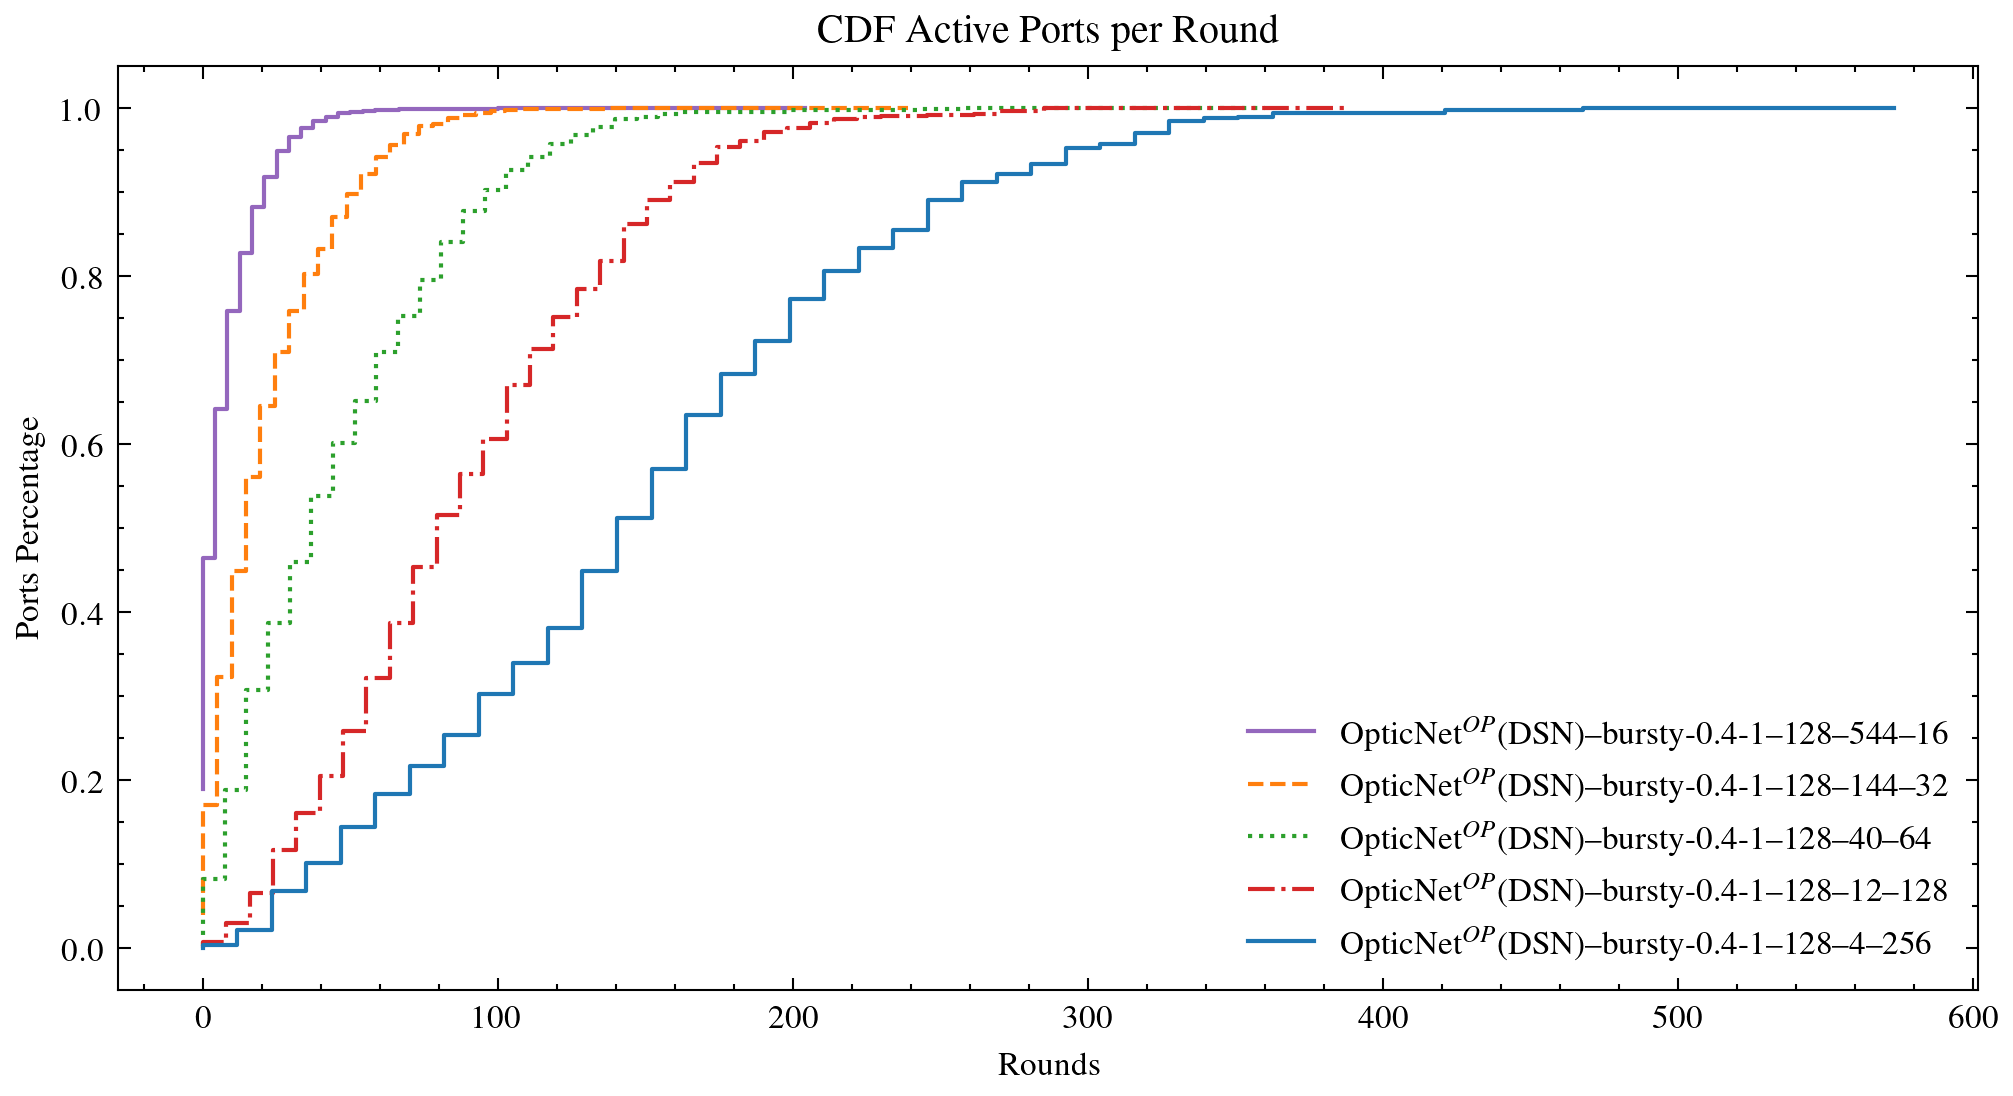 CDF Active Ports per Round
1.0
0.8
0.6
0.4
0.2
0.0
Ports Percentage
OpticNet^OP(DSN)–bursty-0.4-1–128–544–16
OpticNet^OP(DSN)–bursty-0.4-1–128–144–32
OpticNet^OP(DSN)–bursty-0.4-1–128–40–64
OpticNet^OP(DSN)–bursty-0.4-1–128–12–128
OpticNet^OP(DSN)–bursty-0.4-1–128–4–256
0 100 200 300 400 500 600
Rounds